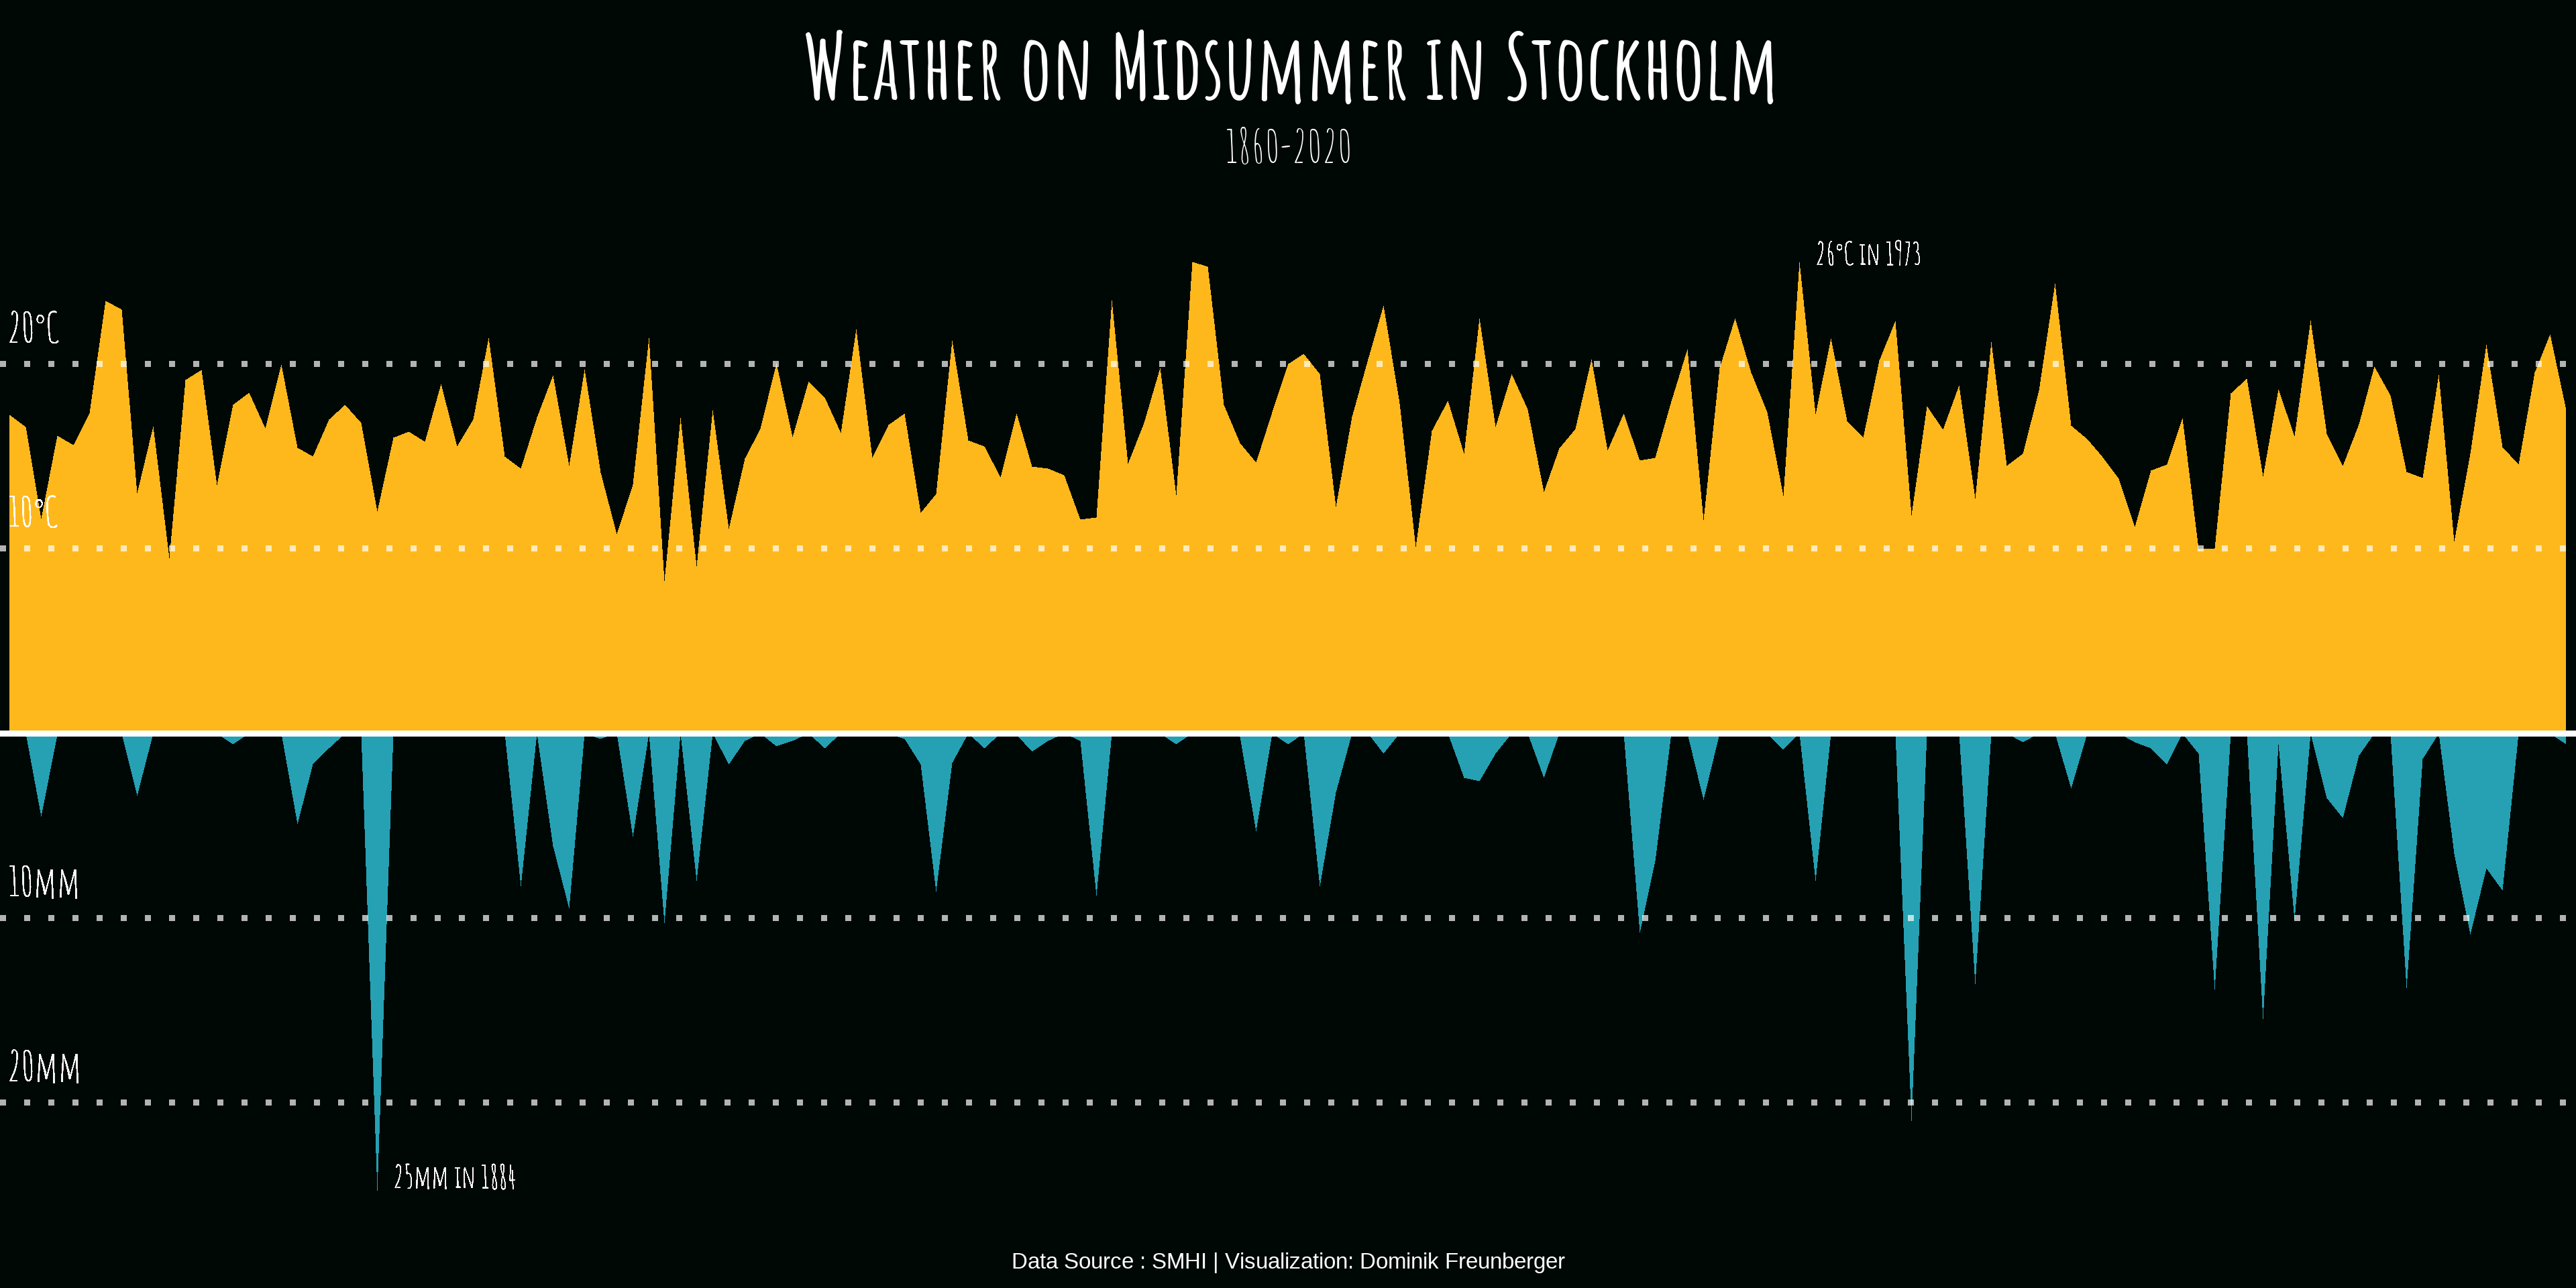 Weather on Midsummer in Stockholm
1860-2020
26°C in 1973
20°C
10°C
10mm
20mm
25mm in 1884
Data Source : SMHI | Visualization: Dominik Freunberger